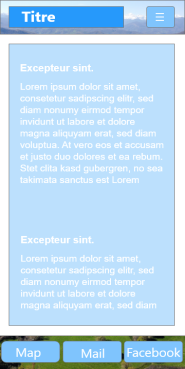 Titre
Excepteur sint.
Lorem ipsum dolor sit amet,
consetetur sadipscing elitr, sed
diam nonumy eirmod tempor
invidunt ut labore et dolore
magna aliquyam erat, sed diam
voluptua. At vero eos et accusam
et justo duo dolores et ea rebum.
Stet clita kasd gubergren, no sea
takimata sanctus est Lorem
Excepteur sint.
Lorem ipsum dolor sit amet,
consetetur sadipscing elitr, sed
diam nonumy eirmod tempor
invidunt ut labore et dolore
magna aliquyam erat, sed diam
Map
Mail
Facebook